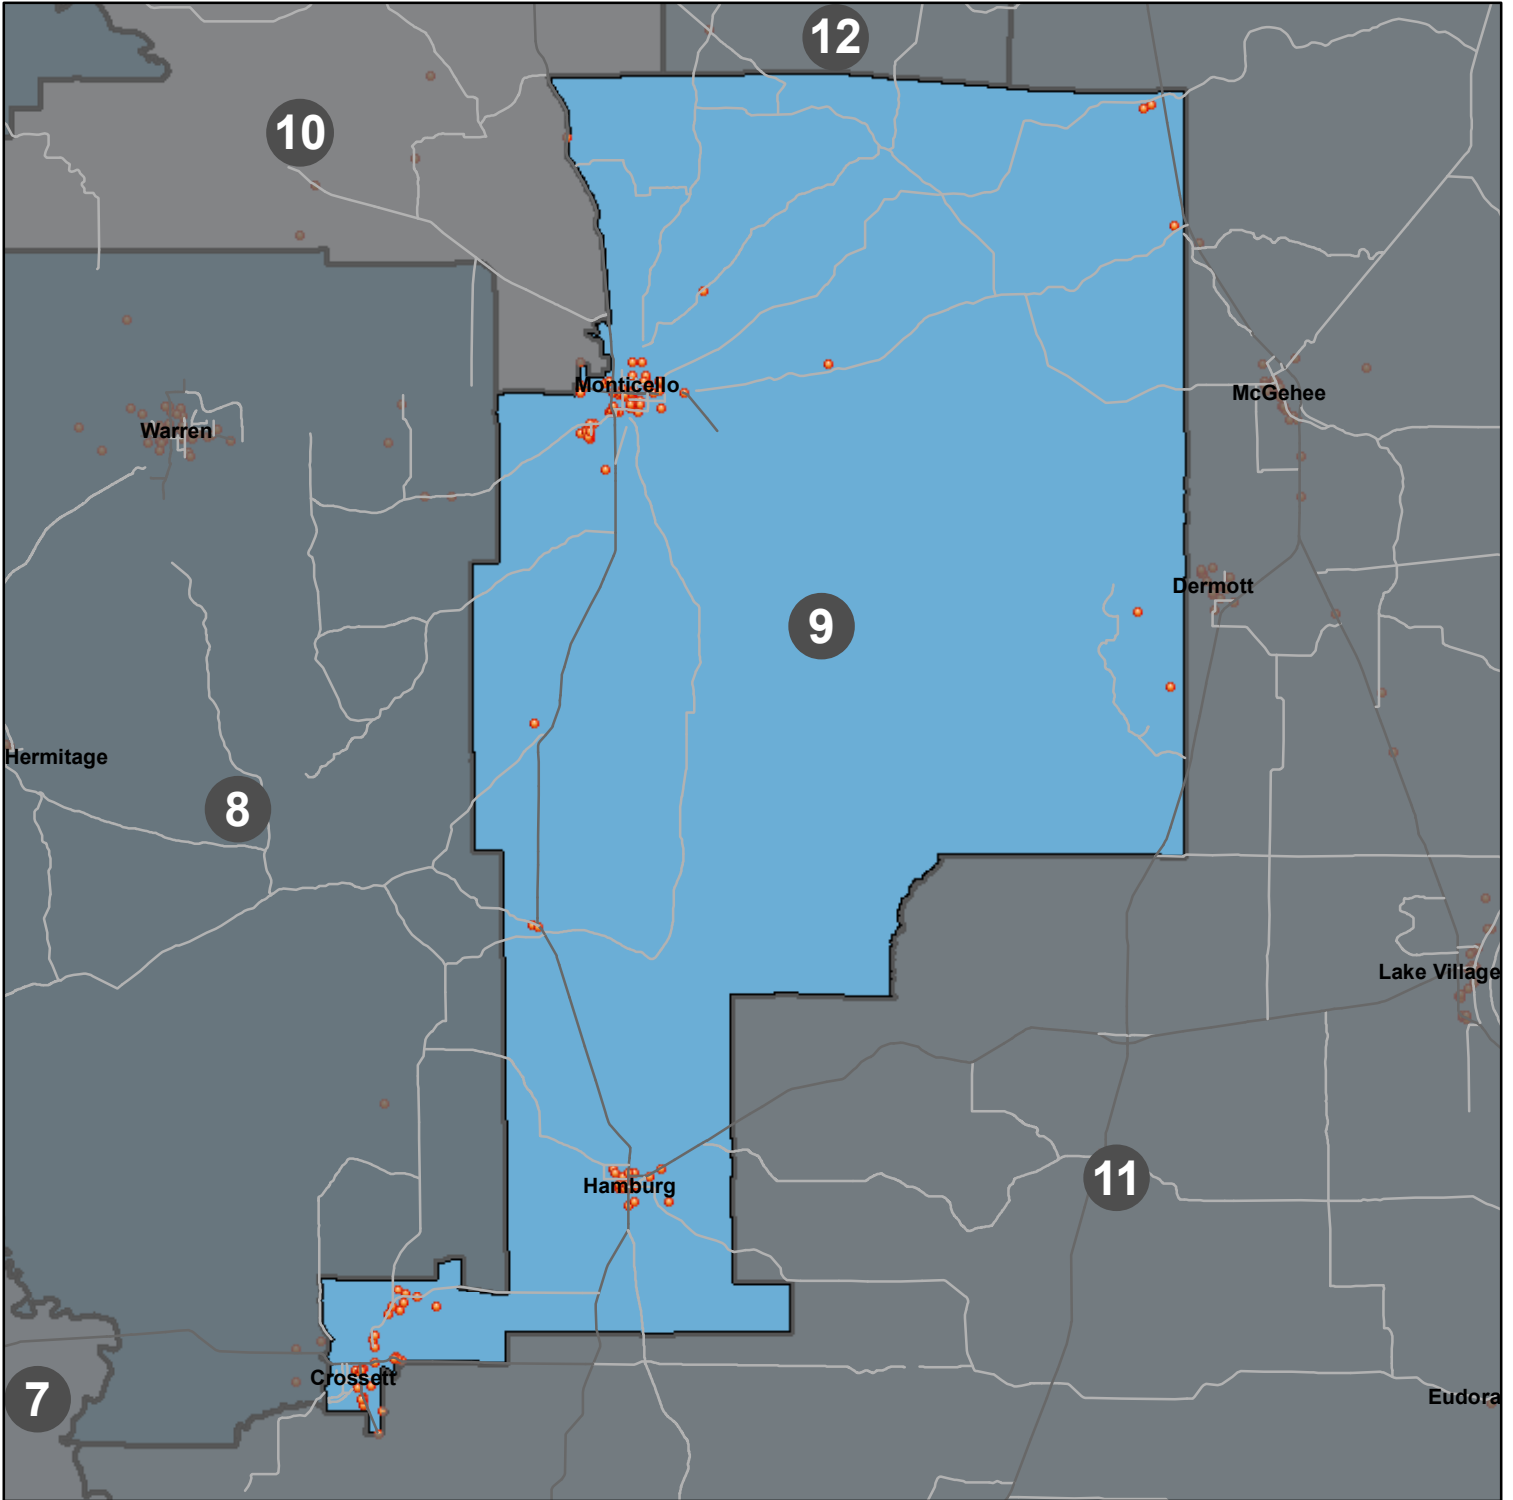 12
10
Monticello
McGehee
Warren
Dermott
9
Hermitage
8
Lake Village
11
Hamburg
Crossett
7
Eudora